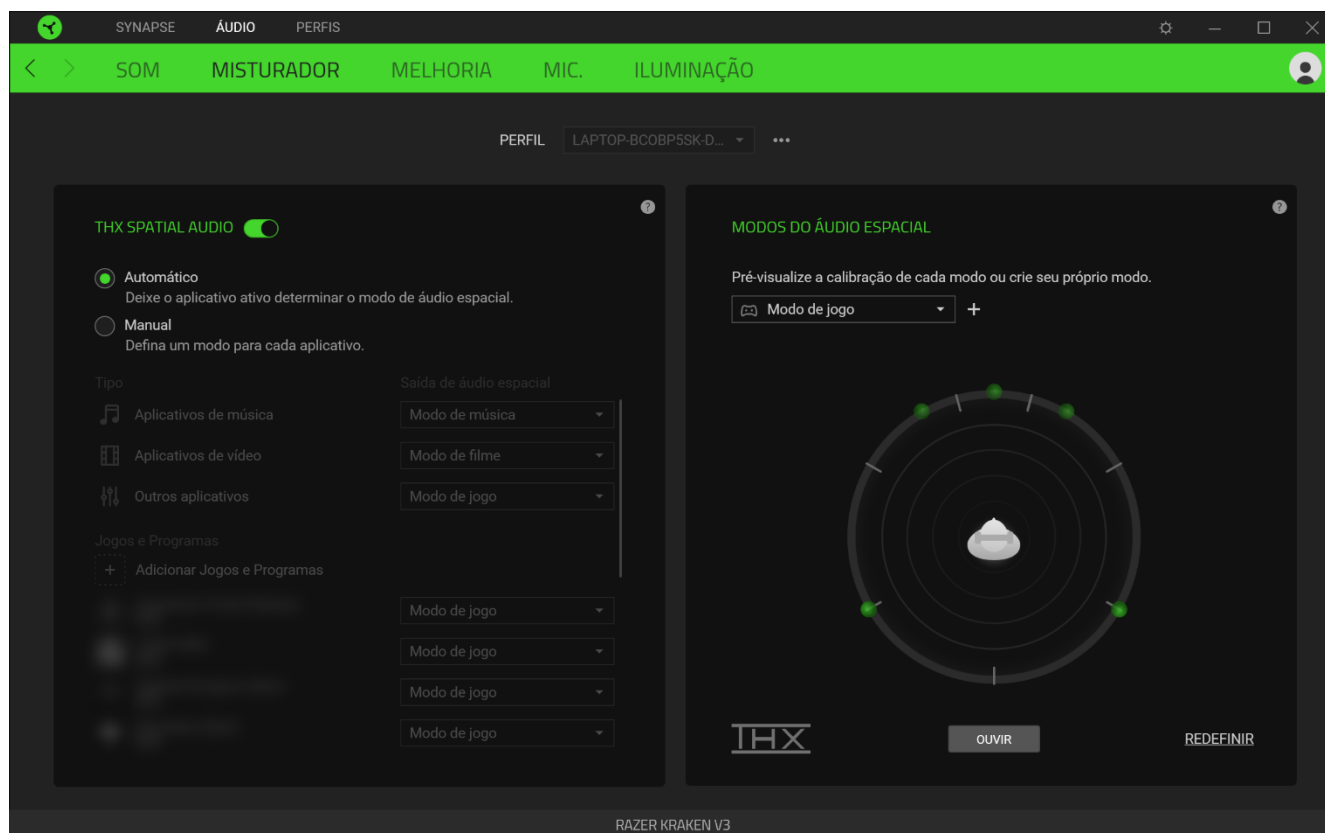 SYNAPSE ÁUDIO PERFIS
SOM MISTURADOR MELHORIA MIC. ILUMINAÇÃO
PERFIL LAPTOP-BCOBP5SK-D... •••
THX SPATIAL AUDIO
?
Automático
Deixe o aplicativo ativo determinar o modo de áudio espacial.
Manual
Defina um modo para cada aplicativo.
Tipo Saída de áudio espacial
Aplicativos de música Modo de música
Aplicativos de vídeo Modo de filme
Outros aplicativos Modo de jogo
Jogos e Programas
+ Adicionar Jogos e Programas
Modo de jogo
Modo de jogo
Modo de jogo
Modo de jogo
MODOS DO ÁUDIO ESPACIAL
?
Pré-visualize a calibração de cada modo ou crie seu próprio modo.
Modo de jogo +
THX OUVIR REDEFINIR
RAZER KRAKEN V3